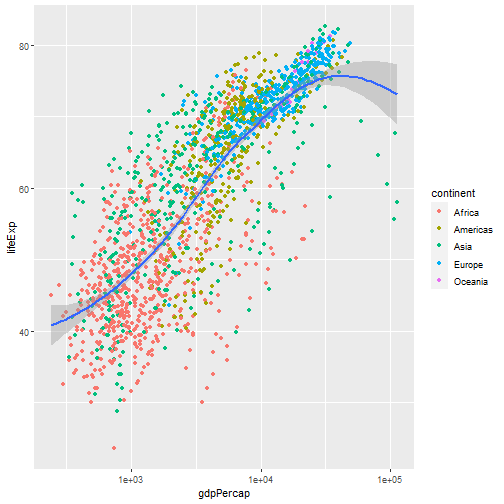 80
60
40
lifeExp
1e+03
1e+04
1e+05
gdpPercap
continent
Africa
Americas
Asia
Europe
Oceania